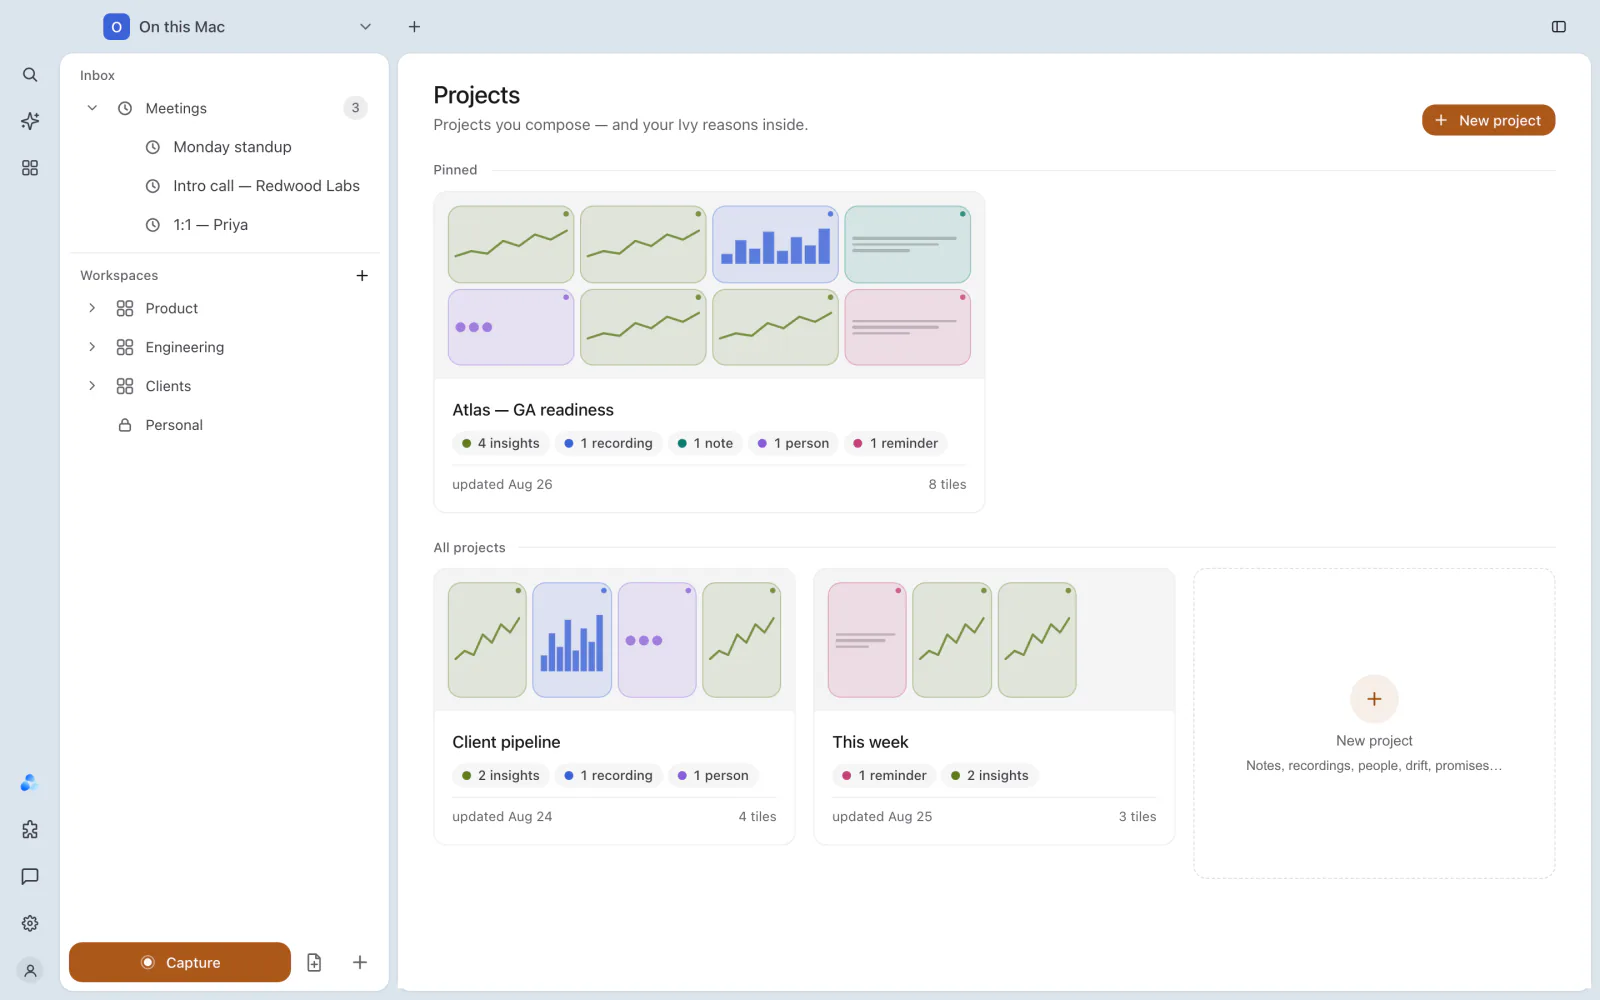 O On this Mac
Inbox
Meetings 3
Monday standup
Intro call — Redwood Labs
1:1 — Priya
Workspaces
Product
Engineering
Clients
Personal
Capture
Projects
Projects you compose — and your Ivy reasons inside.
New project
Pinned
Atlas — GA readiness
4 insights 1 recording 1 note 1 person 1 reminder
updated Aug 26 8 tiles
All projects
Client pipeline
2 insights 1 recording 1 person
updated Aug 24 4 tiles
This week
1 reminder 2 insights
updated Aug 25 3 tiles
New project
Notes, recordings, people, drift, promises…